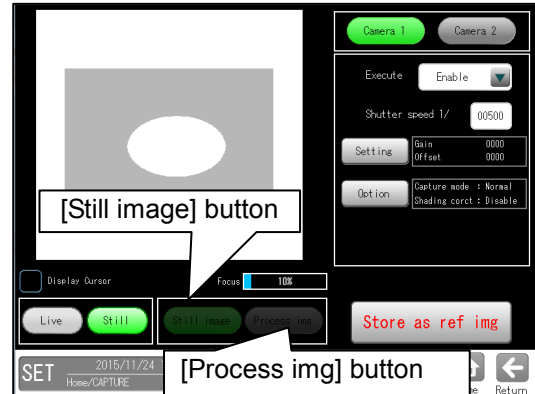 Camera 1 Camera 2
Execute Enable
Shutter speed 1/ 00500
Setting Gain 0000
Offset 0000
Option Capture mode : Normal
Shading corct : Disable
[Still image] button
Display Cursor Focus 10%
Live Still Still image Process img
Store as ref img
SET 2015/11/24
Home/CAPTURE
[Process img] button
Return